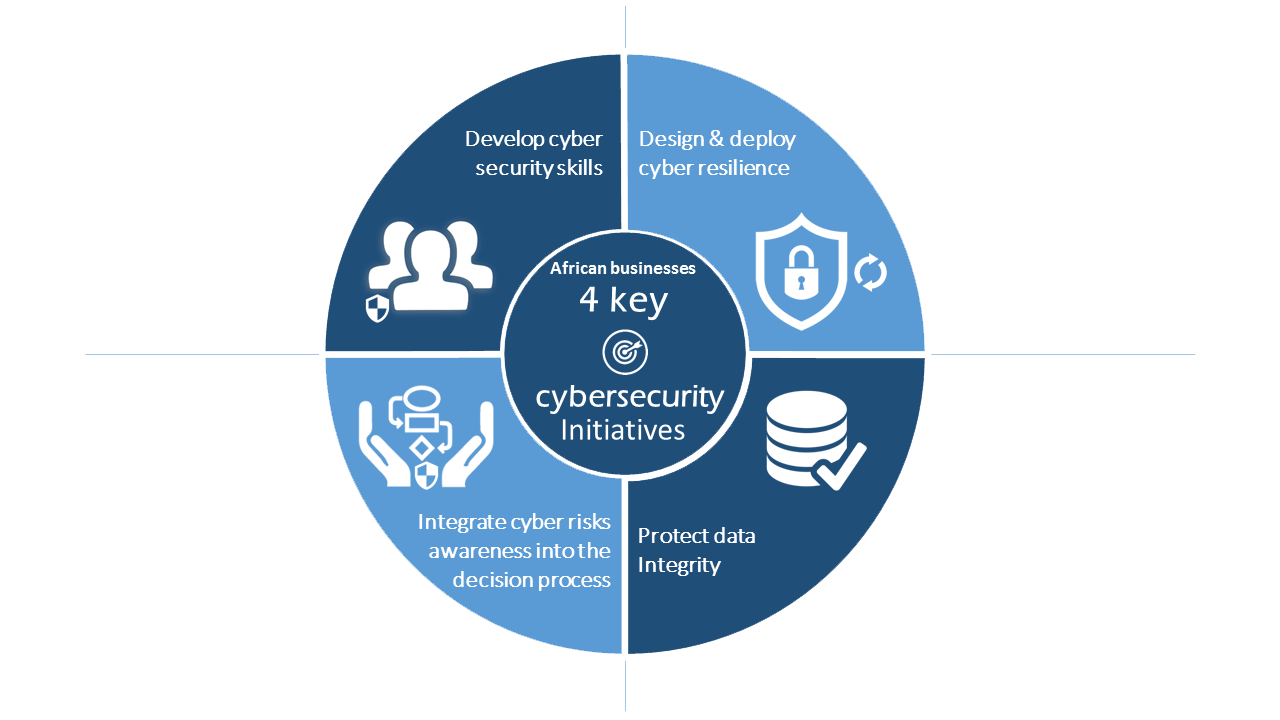 Develop cyber
security skills
Design & deploy
cyber resilience
African businesses
4 key
cybersecurity
Initiatives
Integrate cyber risks
awareness into the
decision process
Protect data
Integrity